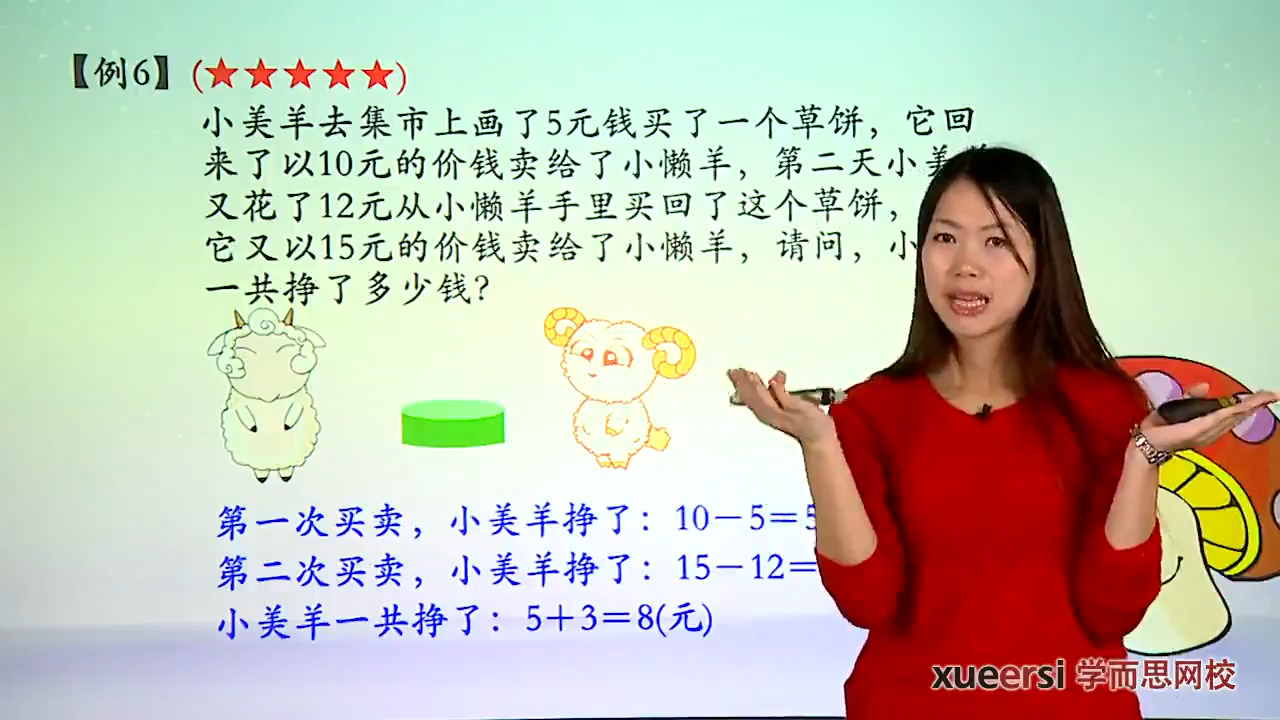 【例6】(★★★★★)
小美羊去集市上画了5元钱买了一个草饼，它回
来了以10元的价钱卖给了小懒羊，第二天小美
又花了12元从小懒羊手里买回了这个草饼，
它又以15元的价钱卖给了小懒羊，请问，小
一共挣了多少钱？
第一次买卖，小美羊挣了：10－5＝5
第二次买卖，小美羊挣了：15－12＝
小美羊一共挣了：5＋3＝8(元)
xueersi 学而思网校